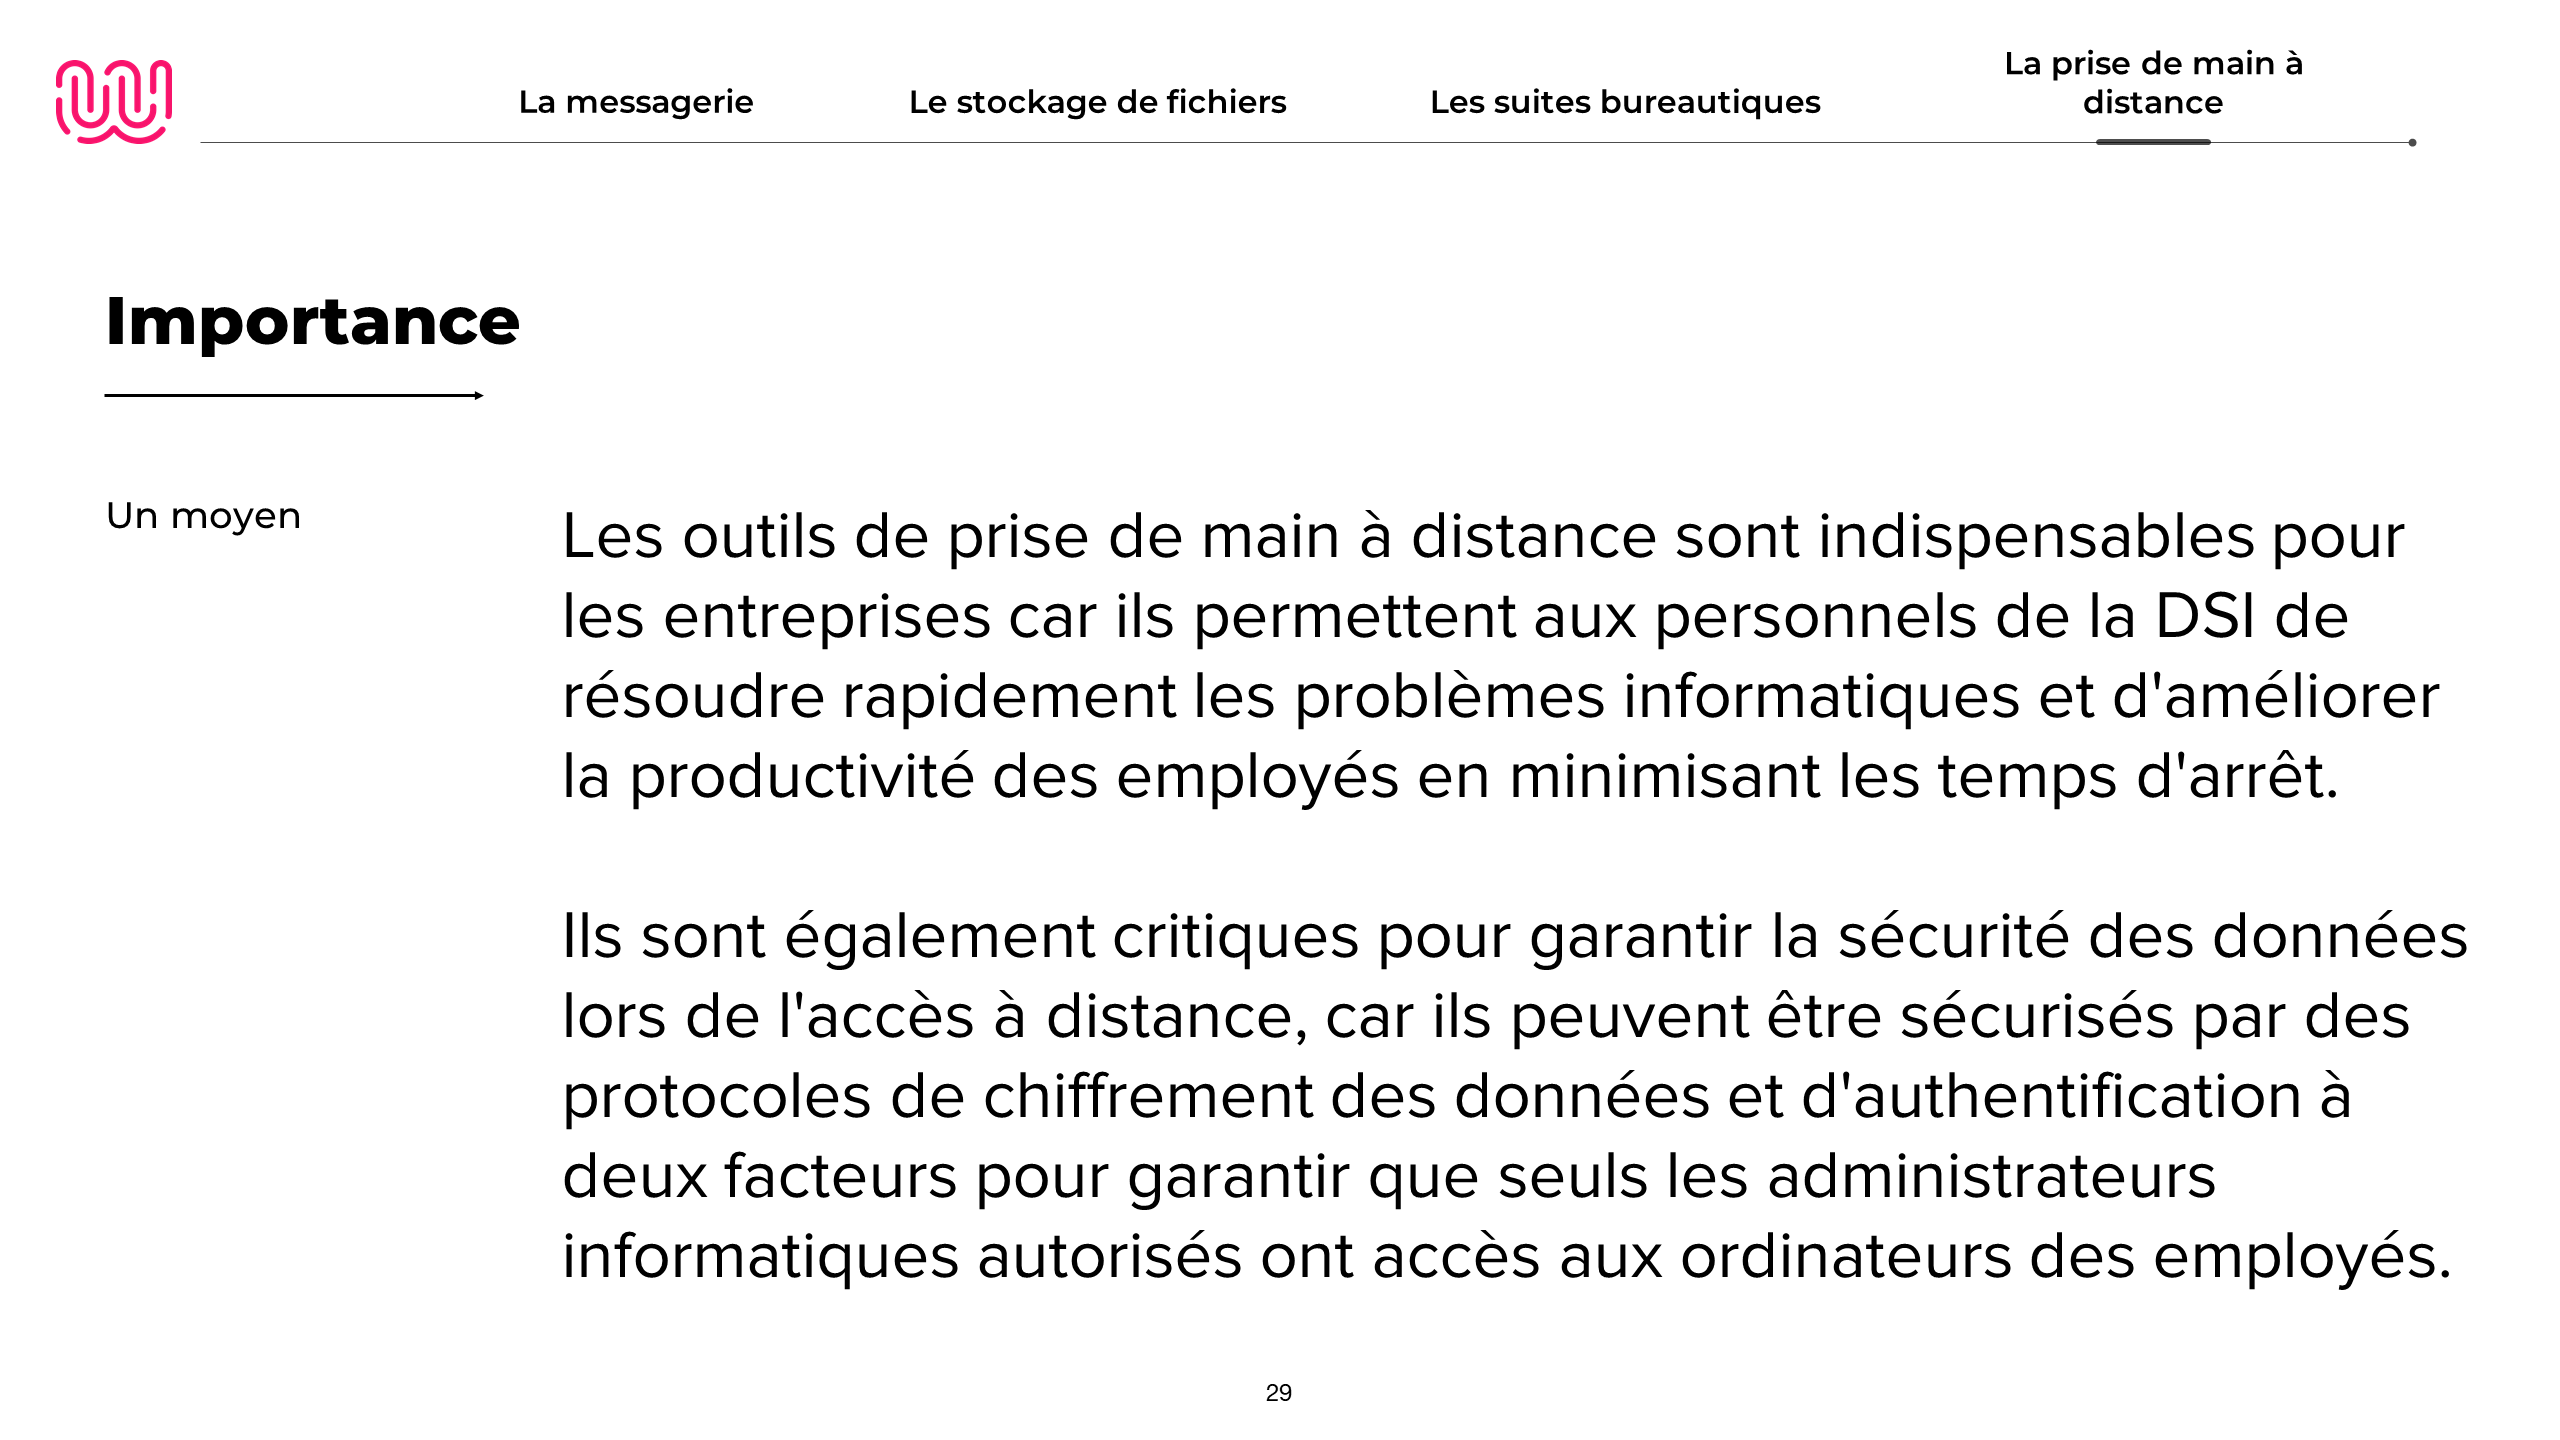 La messagerie
Le stockage de fichiers
Les suites bureautiques
La prise de main à
distance
Importance
Un moyen
Les outils de prise de main à distance sont indispensables pour
les entreprises car ils permettent aux personnels de la DSI de
résoudre rapidement les problèmes informatiques et d'améliorer
la productivité des employés en minimisant les temps d'arrêt.
Ils sont également critiques pour garantir la sécurité des données
lors de l'accès à distance, car ils peuvent être sécurisés par des
protocoles de chiffrement des données et d'authentification à
deux facteurs pour garantir que seuls les administrateurs
informatiques autorisés ont accès aux ordinateurs des employés.
29